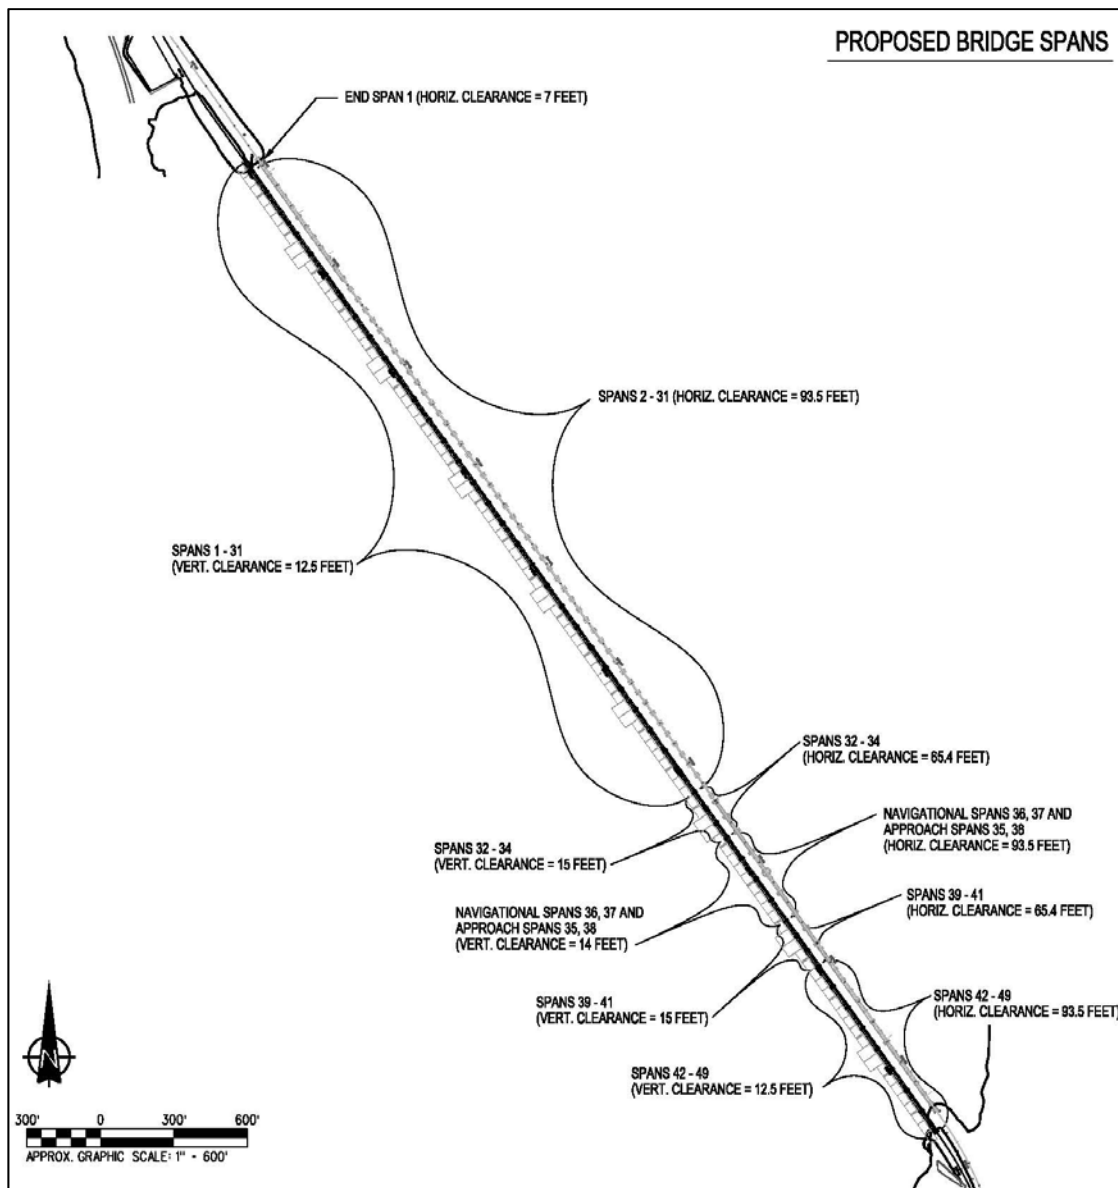 PROPOSED BRIDGE SPANS
END SPAN 1 (HORIZ. CLEARANCE = 7 FEET)
SPANS 2 - 31 (HORIZ. CLEARANCE = 93.5 FEET)
SPANS 1 - 31
(VERT. CLEARANCE = 12.5 FEET)
SPANS 32 - 34
(HORIZ. CLEARANCE = 65.4 FEET)
NAVIGATIONAL SPANS 36, 37 AND
APPROACH SPANS 35, 38
(HORIZ. CLEARANCE = 93.5 FEET)
SPANS 32 - 34
(VERT. CLEARANCE = 15 FEET)
SPANS 39 - 41
(HORIZ. CLEARANCE = 65.4 FEET)
NAVIGATIONAL SPANS 36, 37 AND
APPROACH SPANS 35, 38
(VERT. CLEARANCE = 14 FEET)
SPANS 39 - 41
(VERT. CLEARANCE = 15 FEET)
SPANS 42 - 49
(HORIZ. CLEARANCE = 93.5 FEET)
SPANS 42 - 49
(VERT. CLEARANCE = 12.5 FEET)
N
300' 0 300' 600'
APPROX. GRAPHIC SCALE: 1" - 600'